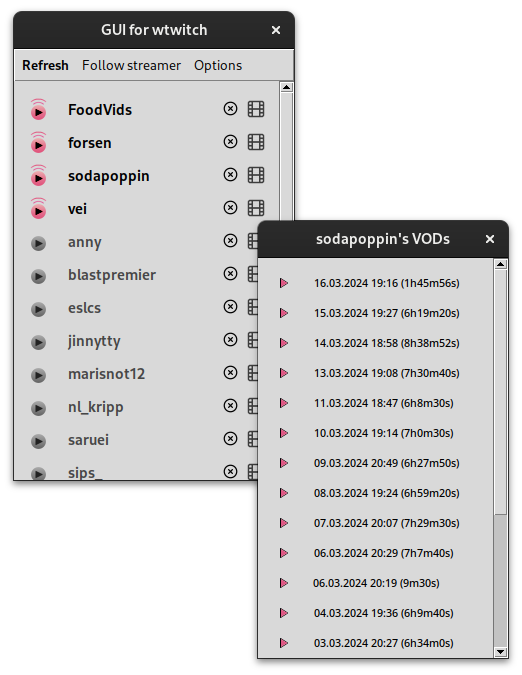 GUI for wtwitch
Refresh Follow streamer Options
FoodVids
forsen
sodapoppin
vei
anny
blastpremier
eslcs
jinnytty
marisnot12
nl_kripp
saruei
sips_
sodapoppin's VODs
16.03.2024 19:16 (1h45m56s)
15.03.2024 19:27 (6h19m20s)
14.03.2024 18:58 (8h38m52s)
13.03.2024 19:08 (7h30m40s)
11.03.2024 18:47 (6h8m30s)
10.03.2024 19:14 (7h0m30s)
09.03.2024 20:49 (6h27m50s)
08.03.2024 19:24 (6h59m20s)
07.03.2024 20:07 (7h29m30s)
06.03.2024 20:29 (7h7m40s)
06.03.2024 20:19 (9m30s)
04.03.2024 19:36 (6h9m40s)
03.03.2024 20:27 (6h34m0s)